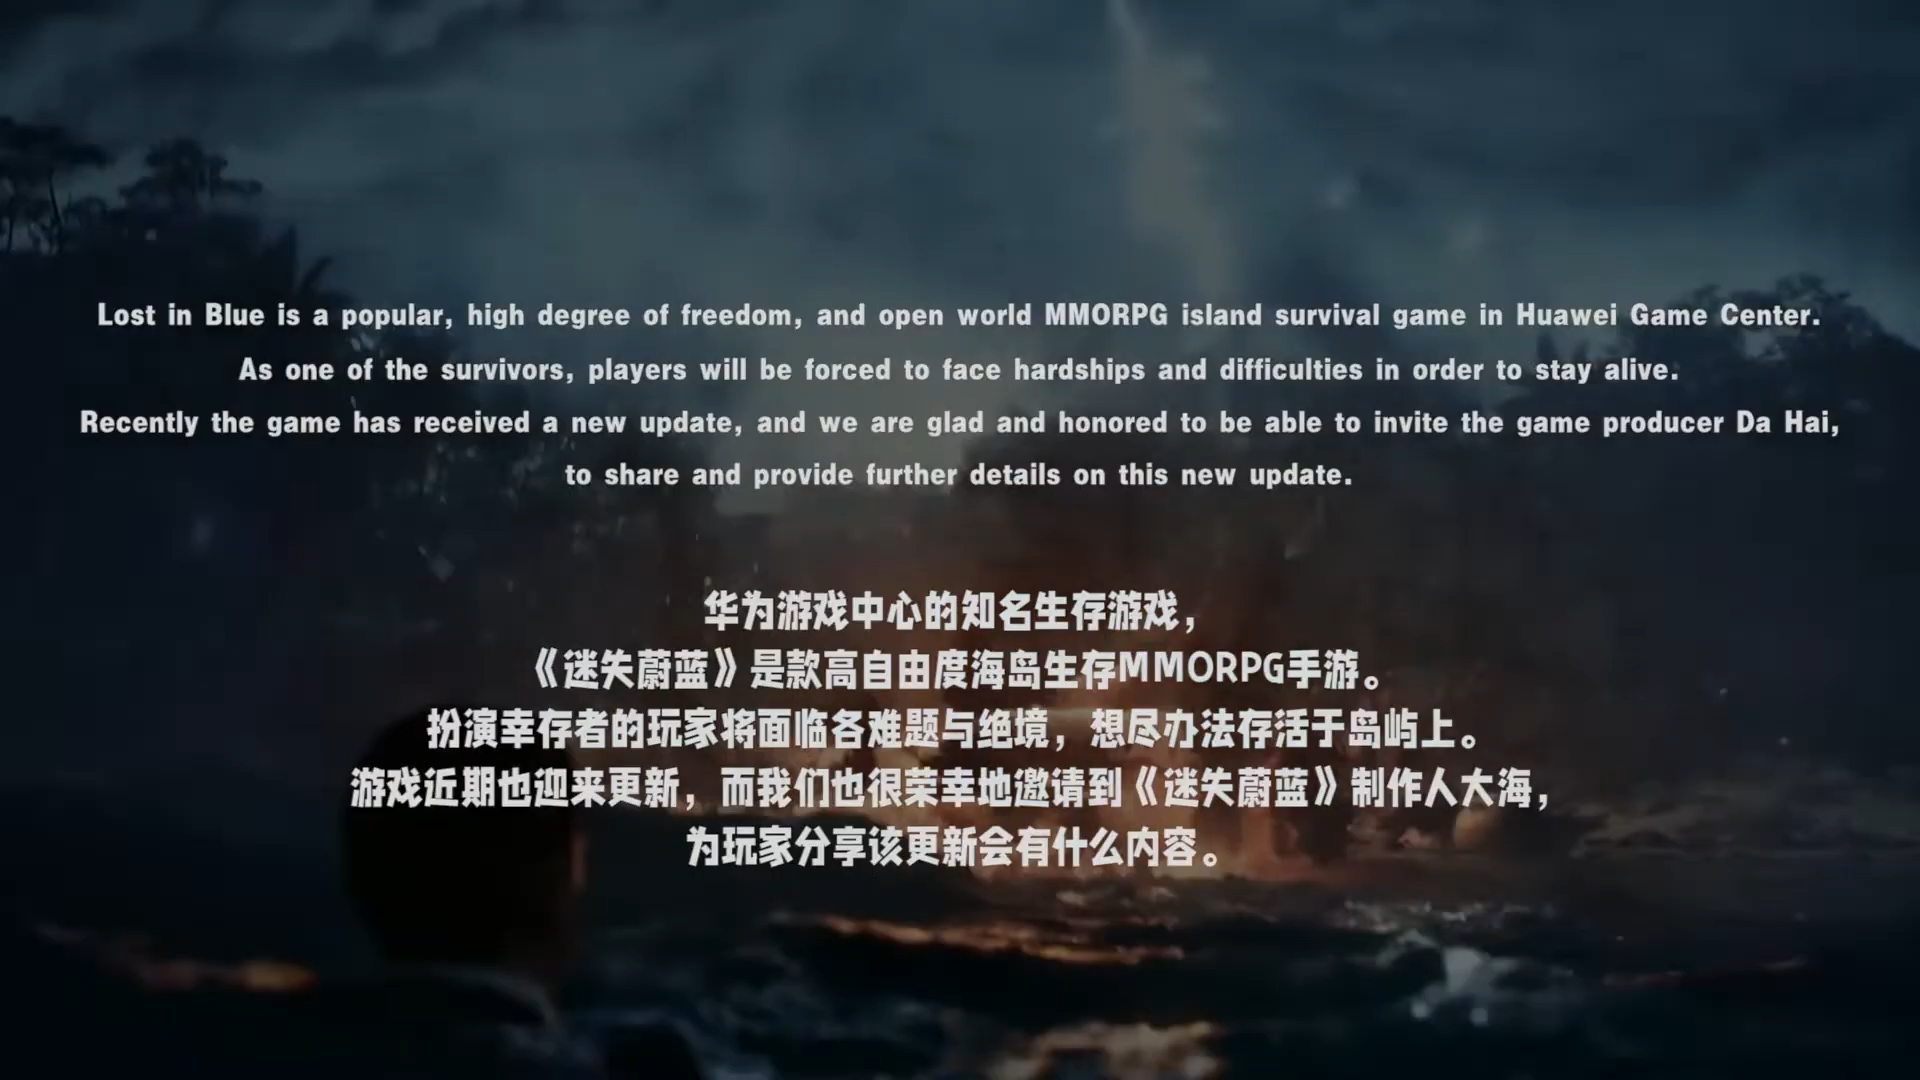 Lost in Blue is a popular, high degree of freedom, and open world MMORPG island survival game in Huawei Game Center.
As one of the survivors, players will be forced to face hardships and difficulties in order to stay alive.
Recently the game has received a new update, and we are glad and honored to be able to invite the game producer Da Hai,
to share and provide further details on this new update.
华为游戏中心的知名生存游戏，
《迷失蔚蓝》是款高自由度海岛生存MMORPG手游。
扮演幸存者的玩家将面临各难题与绝境，想尽办法存活于岛屿上。
游戏近期也迎来更新，而我们也很荣幸地邀请到《迷失蔚蓝》制作人大海，
为玩家分享该更新会有什么内容。